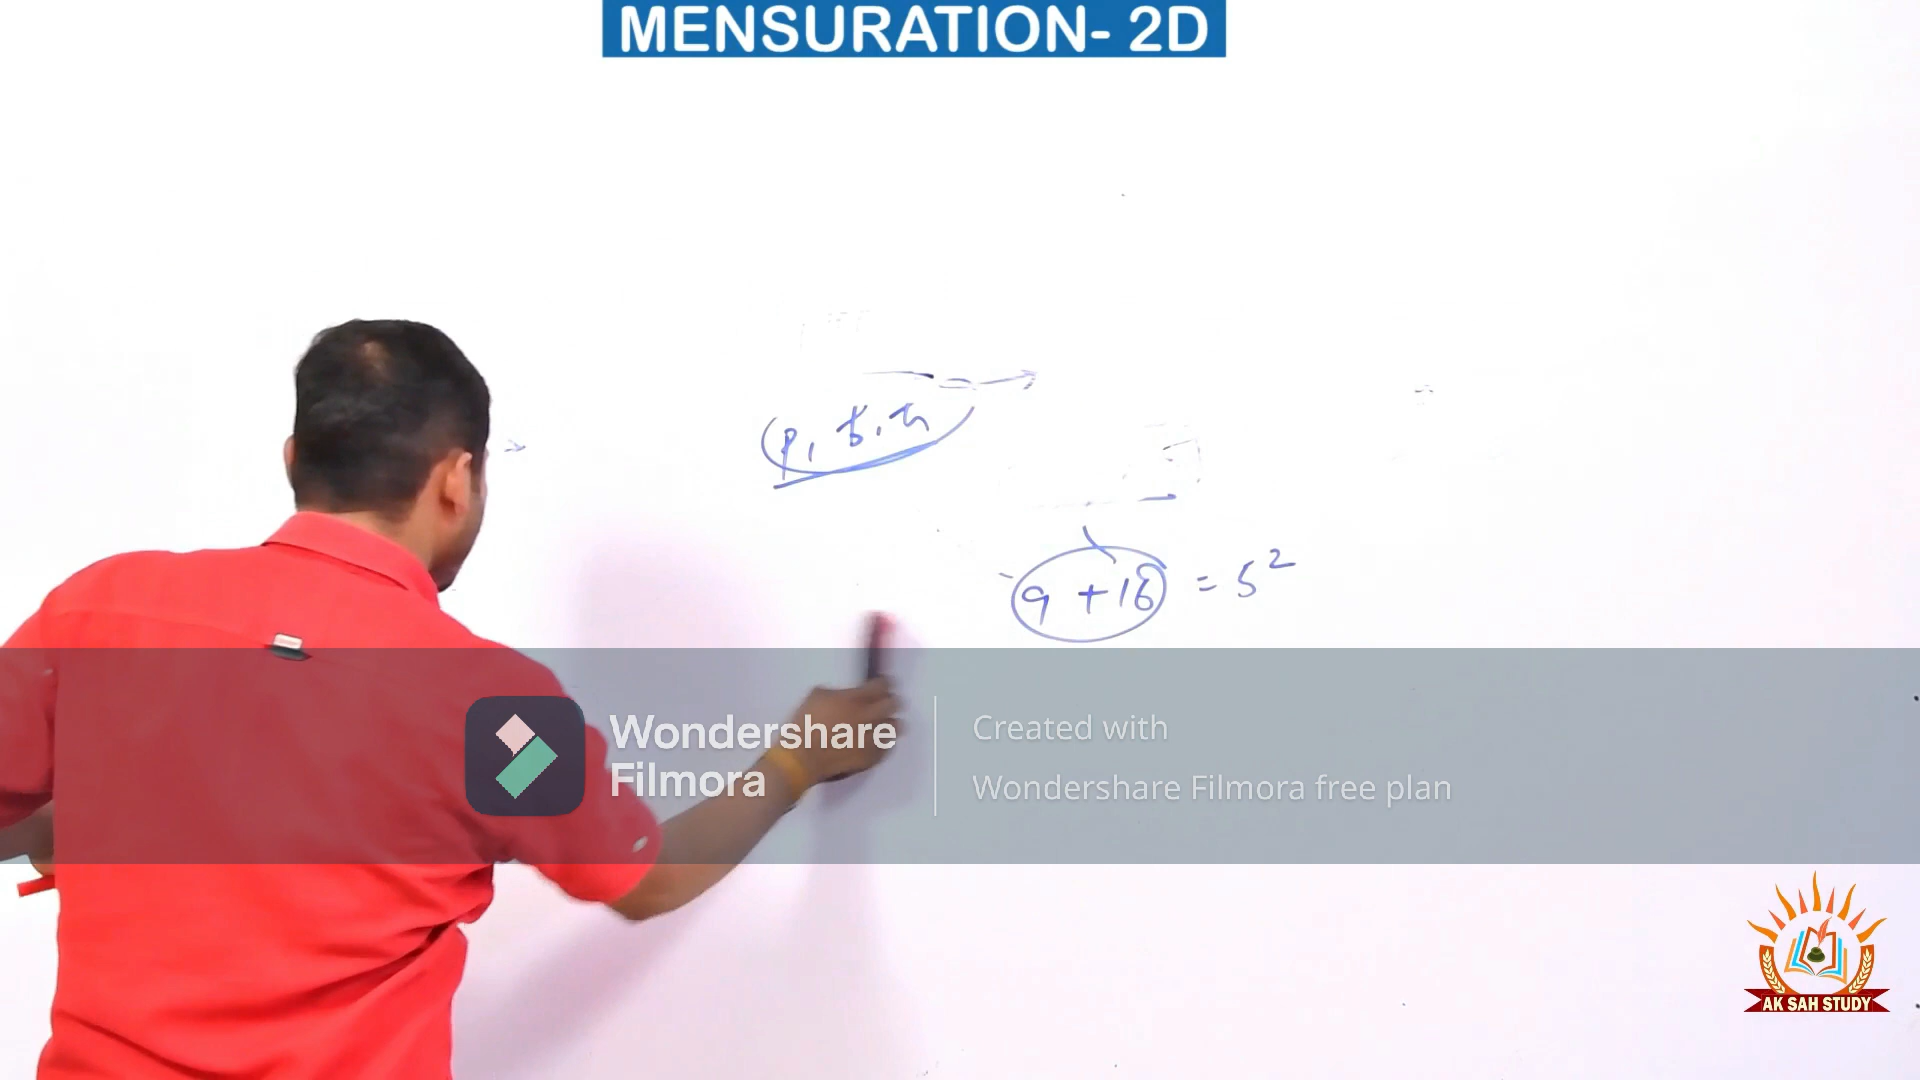 MENSURATION- 2D
p, b, h
9 + 16 = 5²
Wondershare
Filmora
Created with
Wondershare Filmora free plan
AK SAH STUDY